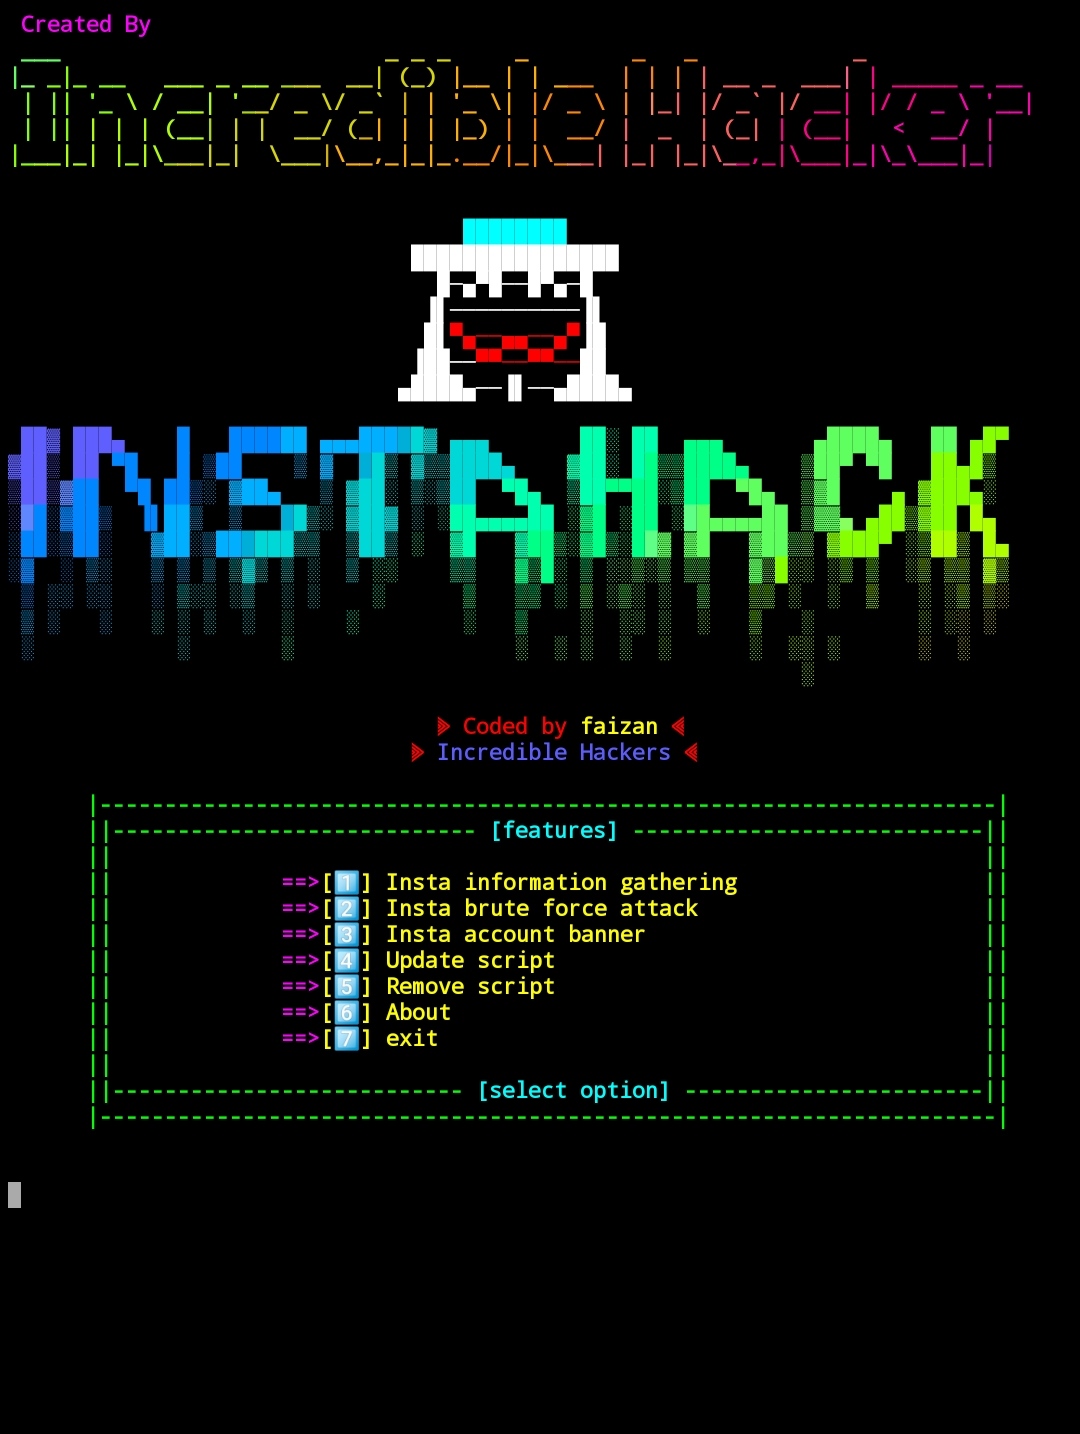 Created By
Incredible Hacker
INSTAHACK
Coded by faizan
Incredible Hackers
[features]
==>[1] Insta information gathering
==>[2] Insta brute force attack
==>[3] Insta account banner
==>[4] Update script
==>[5] Remove script
==>[6] About
==>[7] exit
[select option]